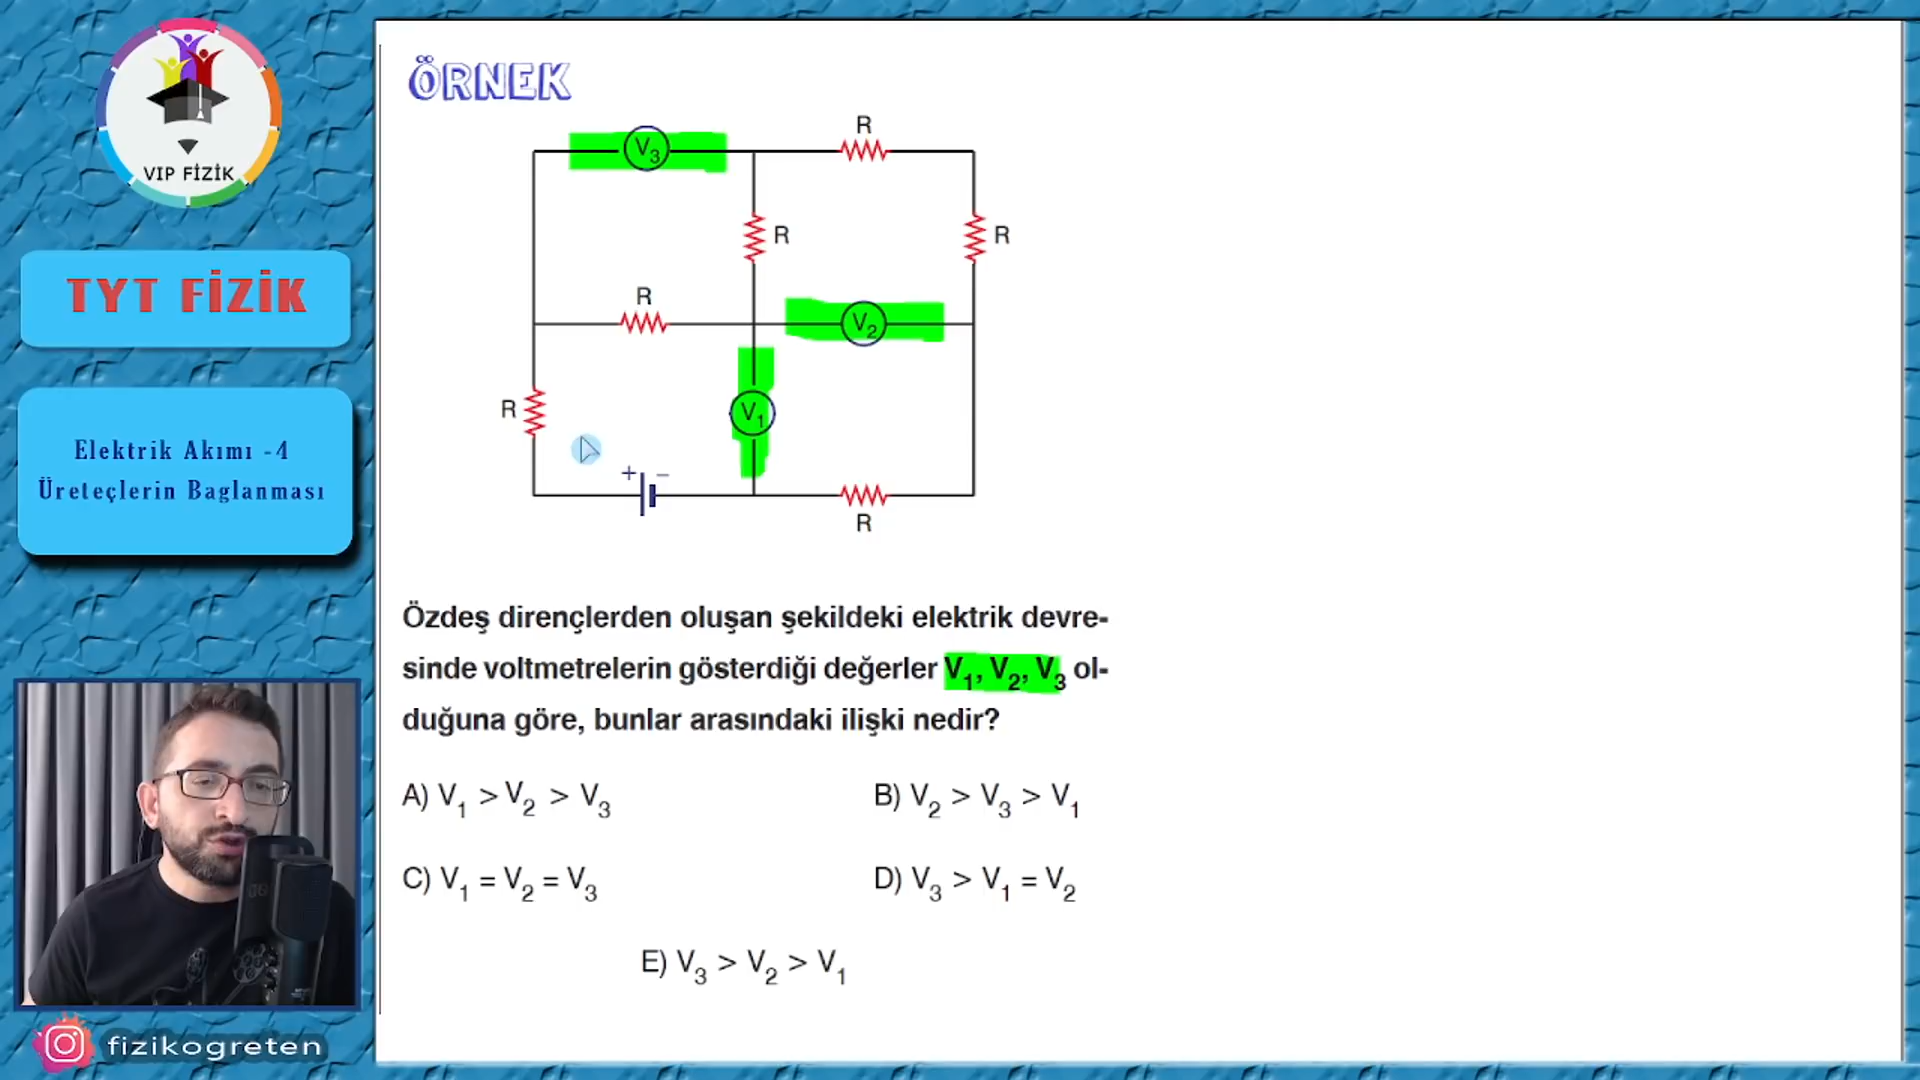 VIP FİZİK
TYT FİZİK
Elektrik Akımı -4
Üreteçlerin Baglanması
fizikogreten
ÖRNEK
V3
R
R
R
R
V2
R
V1
+ −
R
Özdeş dirençlerden oluşan şekildeki elektrik devre-
sinde voltmetrelerin gösterdiği değerler V1, V2, V3 ol-
duğuna göre, bunlar arasındaki ilişki nedir?
A) V1 > V2 > V3
B) V2 > V3 > V1
C) V1 = V2 = V3
D) V3 > V1 = V2
E) V3 > V2 > V1